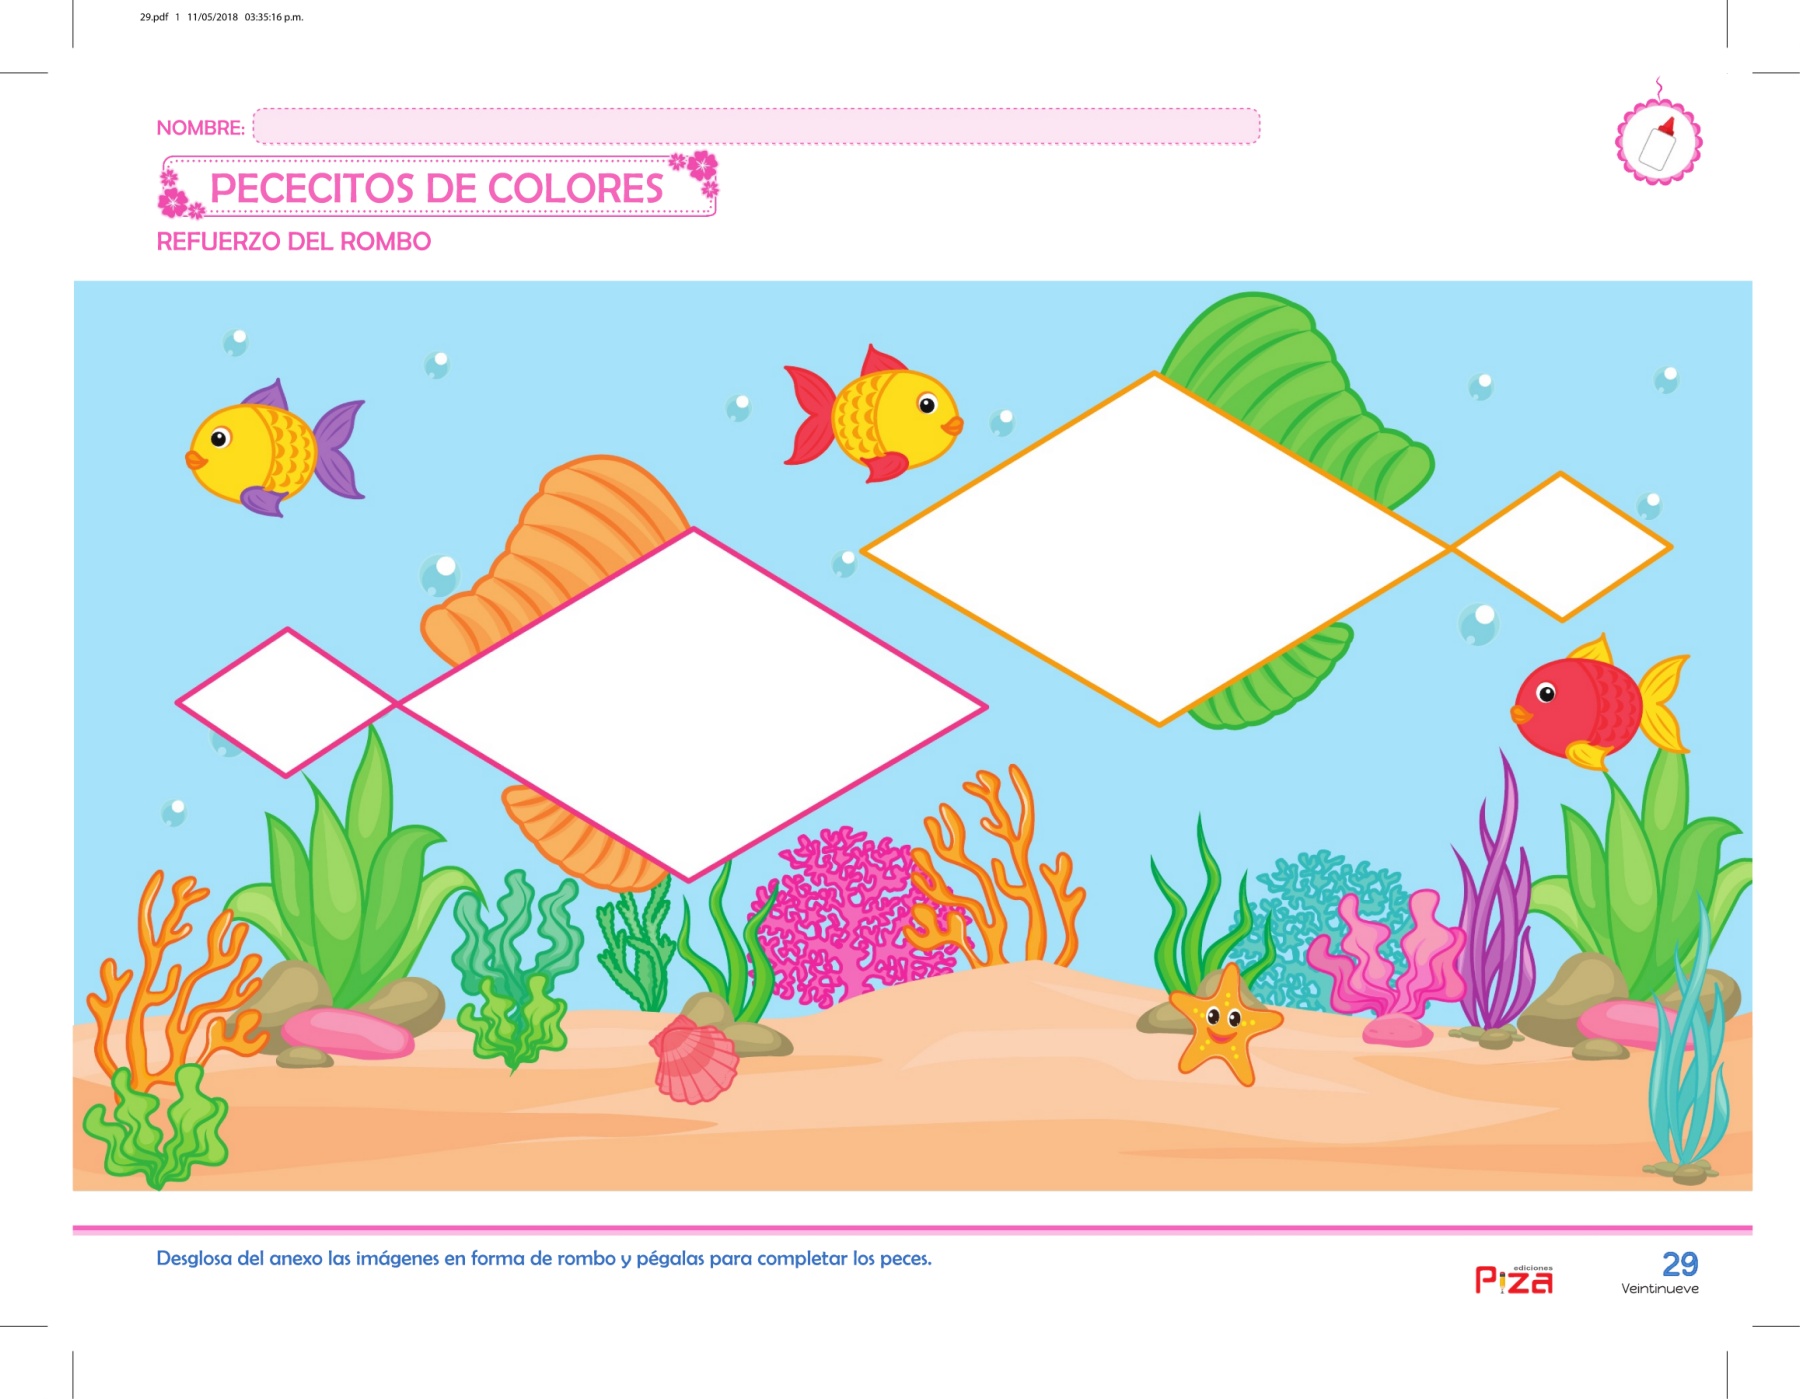 29.pdf 1 11/05/2018 03:35:16 p.m.
NOMBRE:
PECECITOS DE COLORES
REFUERZO DEL ROMBO
Desglosa del anexo las imágenes en forma de rombo y pégalas para completar los peces.
ediciones
Piza
29
Veintinueve